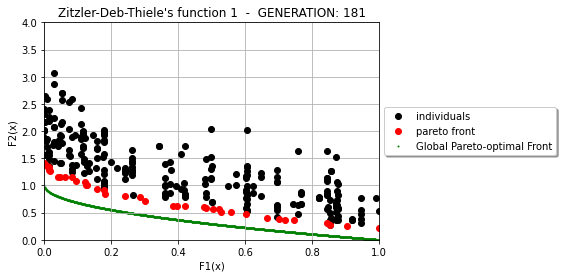 Zitzler-Deb-Thiele's function 1 - GENERATION: 181
4.0
3.5
3.0
2.5
2.0
1.5
1.0
0.5
0.0
F2(x)
0.0 0.2 0.4 0.6 0.8 1.0
F1(x)
individuals
pareto front
Global Pareto-optimal Front